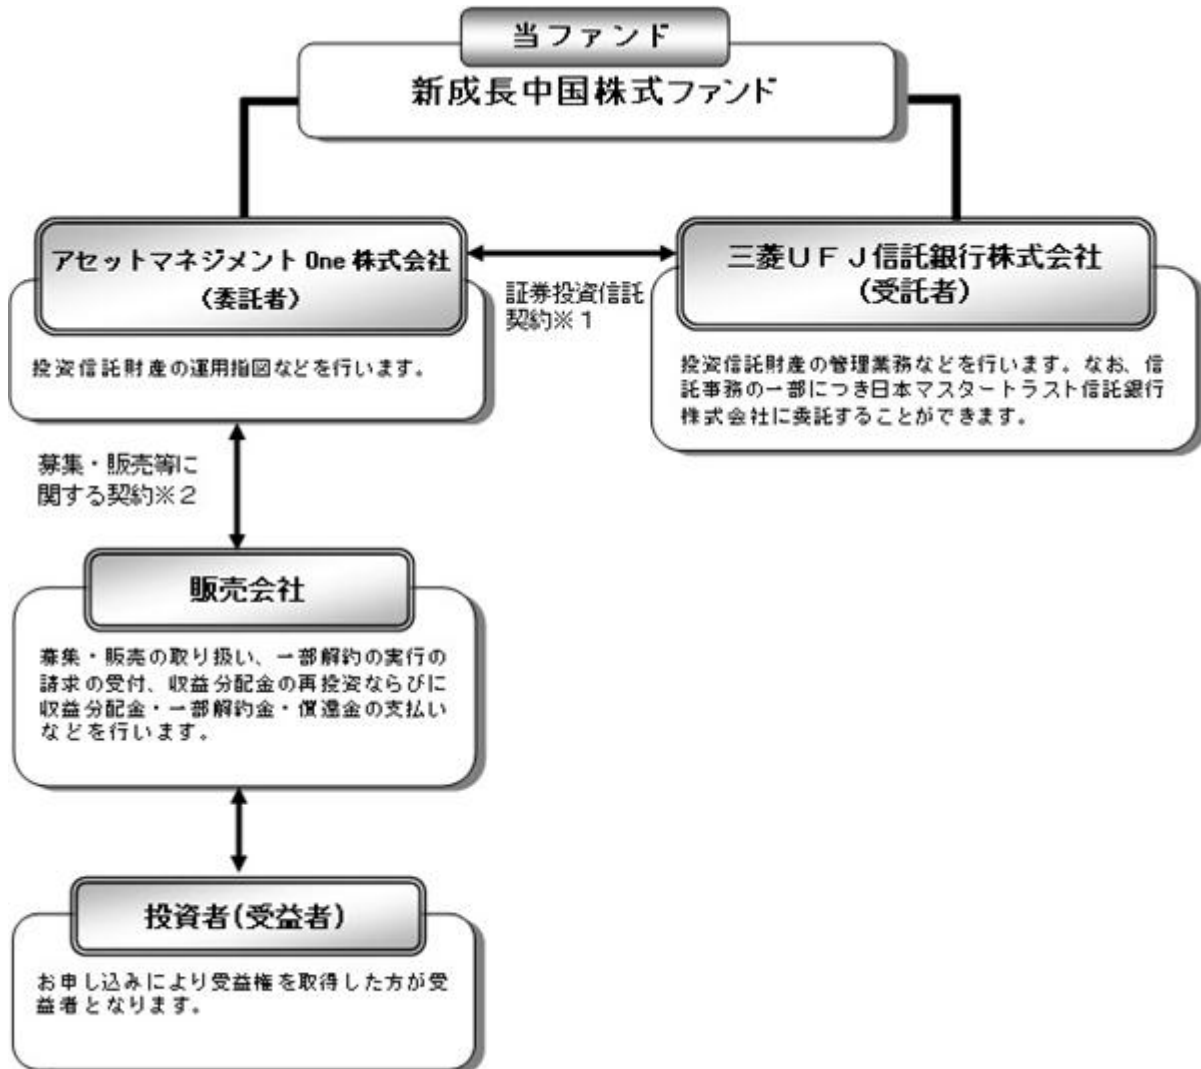 当ファンド
新成長中国株式ファンド
アセットマネジメント One 株式会社
（委託者）
投資信託財産の運用指図などを行います。
証券投資信託
契約※１
三菱ＵＦＪ信託銀行株式会社
（受託者）
投資信託財産の管理業務などを行います。なお、信
託事務の一部につき日本マスタートラスト信託銀行
株式会社に委託することができます。
募集・販売等に
関する契約※２
販売会社
募集・販売の取り扱い、一部解約の実行の
請求の受付、収益分配金の再投資ならびに
収益分配金・一部解約金・償還金の支払い
などを行います。
投資者（受益者）
お申し込みにより受益権を取得した方が受
益者となります。